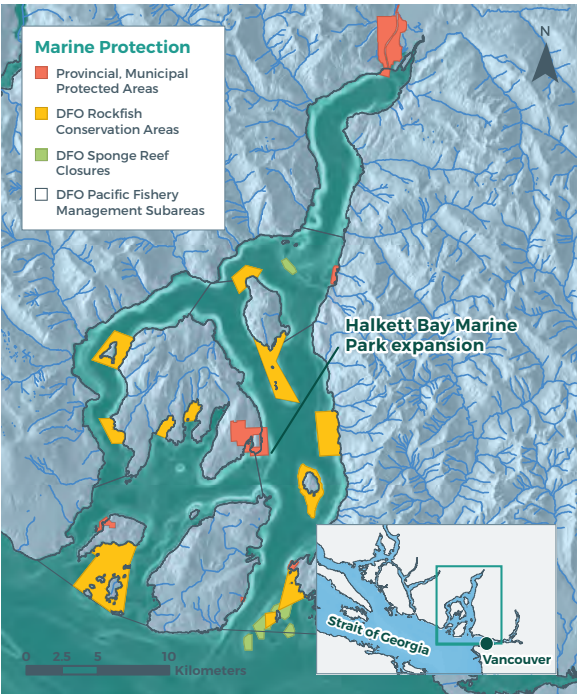 Marine Protection
Provincial, Municipal
Protected Areas
DFO Rockfish
Conservation Areas
DFO Sponge Reef
Closures
DFO Pacific Fishery
Management Subareas
N
Halkett Bay Marine
Park expansion
Strait of Georgia
Vancouver
0 2.5 5 10
Kilometers